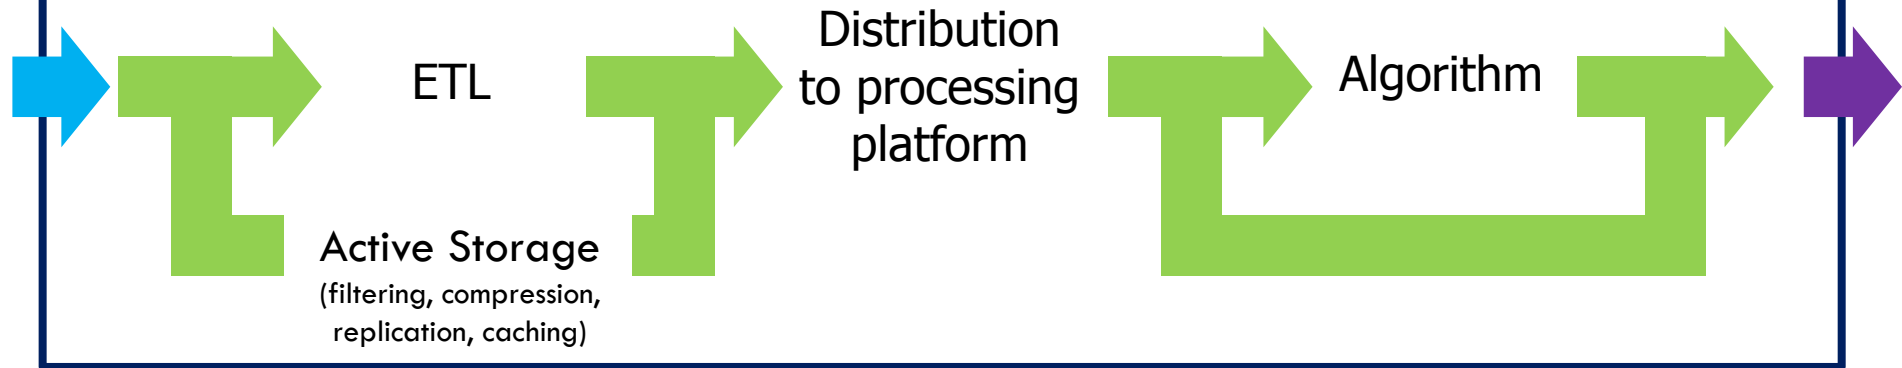 ETL
Active Storage
(filtering, compression,
replication, caching)
Distribution
to processing
platform
Algorithm